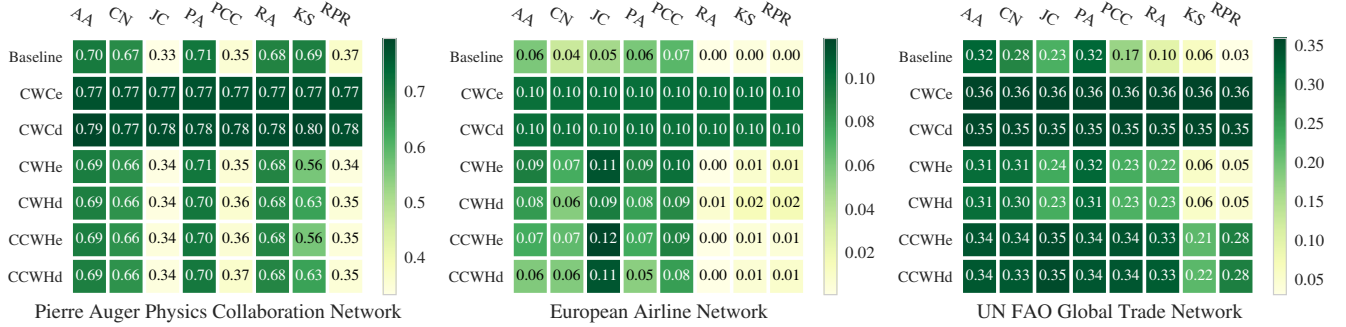 AA CN JC PA PCC RA KS RPR
Baseline 0.70 0.67 0.33 0.71 0.35 0.68 0.69 0.37
CWCe 0.77 0.77 0.77 0.77 0.77 0.77 0.77 0.77
CWCd 0.79 0.77 0.78 0.78 0.78 0.78 0.80 0.78
CWHe 0.69 0.66 0.34 0.71 0.35 0.68 0.56 0.34
CWHd 0.69 0.66 0.34 0.70 0.36 0.68 0.63 0.35
CCWHe 0.69 0.66 0.34 0.70 0.36 0.68 0.56 0.35
CCWHd 0.69 0.66 0.34 0.70 0.37 0.68 0.63 0.35
0.7
0.6
0.5
0.4
Pierre Auger Physics Collaboration Network
AA CN JC PA PCC RA KS RPR
Baseline 0.06 0.04 0.05 0.06 0.07 0.00 0.00 0.00
CWCe 0.10 0.10 0.10 0.10 0.10 0.10 0.10 0.10
CWCd 0.10 0.10 0.10 0.10 0.10 0.10 0.10 0.10
CWHe 0.09 0.07 0.11 0.09 0.10 0.00 0.01 0.01
CWHd 0.08 0.06 0.09 0.08 0.09 0.01 0.02 0.02
CCWHe 0.07 0.07 0.12 0.07 0.09 0.00 0.01 0.01
CCWHd 0.06 0.06 0.11 0.05 0.08 0.00 0.01 0.01
0.10
0.08
0.06
0.04
0.02
European Airline Network
AA CN JC PA PCC RA KS RPR
Baseline 0.32 0.28 0.23 0.32 0.17 0.10 0.06 0.03
CWCe 0.36 0.36 0.36 0.36 0.36 0.36 0.36 0.36
CWCd 0.35 0.35 0.35 0.35 0.35 0.35 0.35 0.35
CWHe 0.31 0.31 0.24 0.32 0.23 0.22 0.06 0.05
CWHd 0.31 0.30 0.23 0.31 0.23 0.23 0.06 0.05
CCWHe 0.34 0.34 0.35 0.34 0.34 0.33 0.21 0.28
CCWHd 0.34 0.33 0.35 0.34 0.34 0.33 0.22 0.28
0.35
0.30
0.25
0.20
0.15
0.10
0.05
UN FAO Global Trade Network